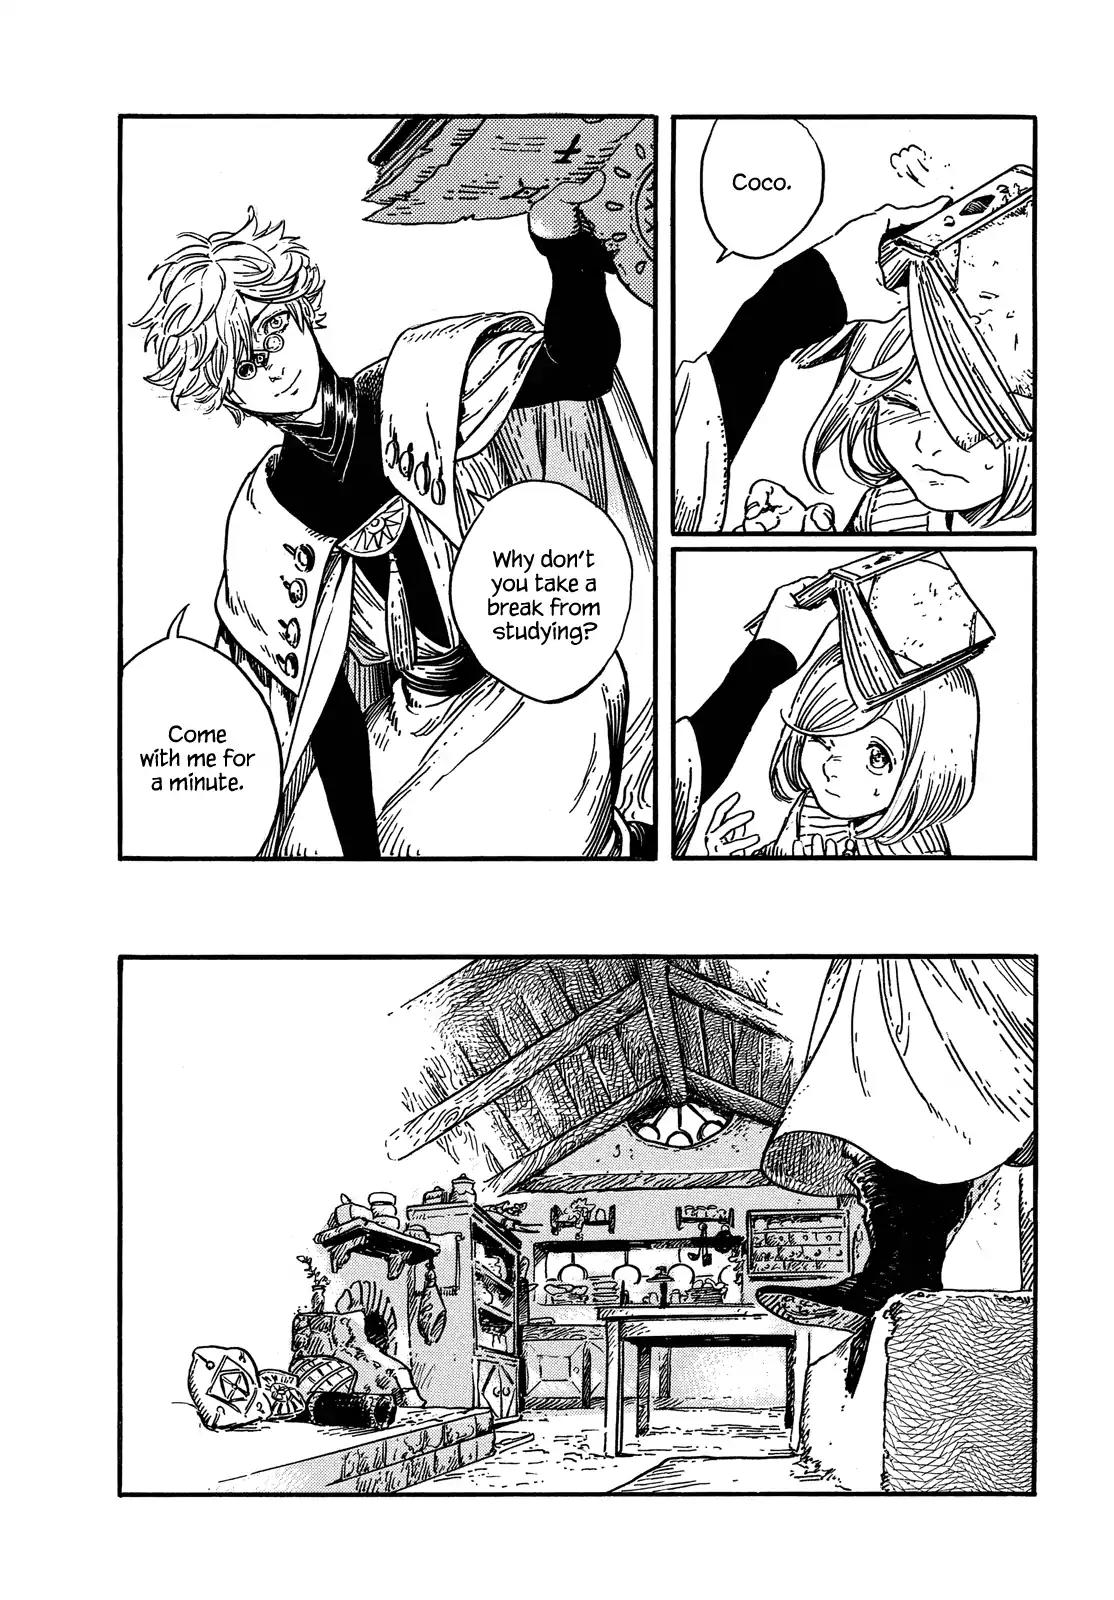 Coco.
Why don't
you take a
break from
studying?
Come
with me for
a minute.